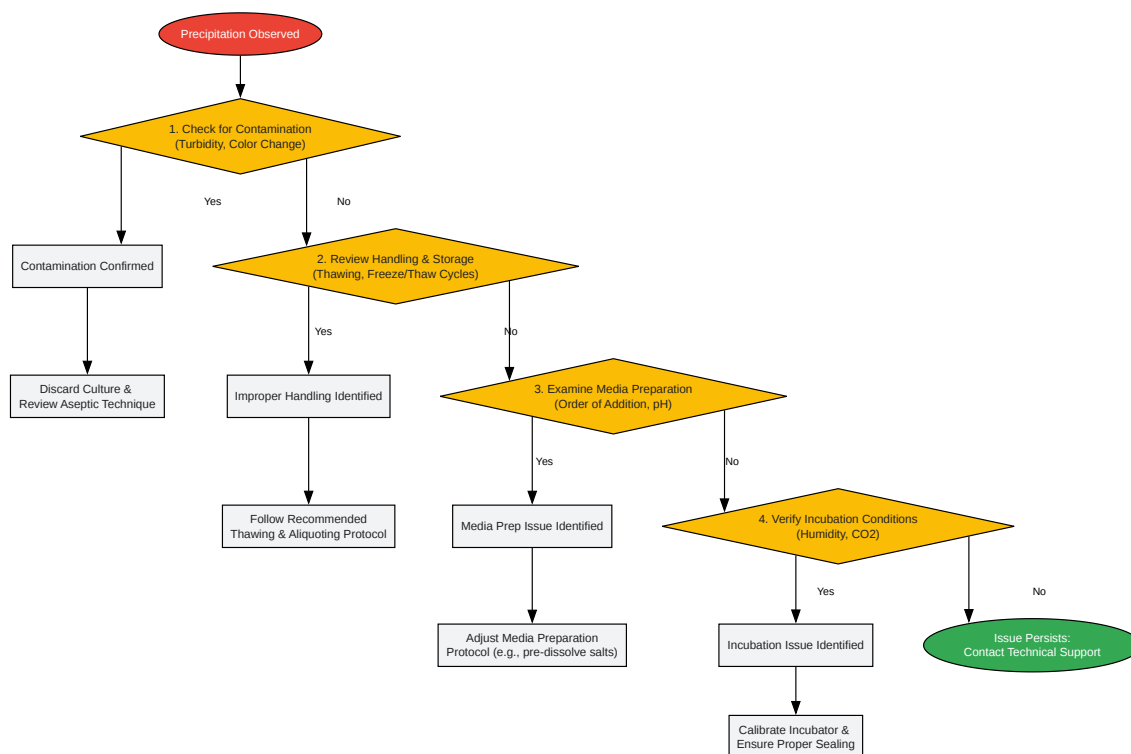 Precipitation Observed
1. Check for Contamination
(Turbidity, Color Change)
Yes
No
Contamination Confirmed
2. Review Handling & Storage
(Thawing, Freeze/Thaw Cycles)
Yes
No
Discard Culture &
Review Aseptic Technique
Improper Handling Identified
3. Examine Media Preparation
(Order of Addition, pH)
Yes
No
Follow Recommended
Thawing & Aliquoting Protocol
Media Prep Issue Identified
4. Verify Incubation Conditions
(Humidity, CO2)
Yes
No
Adjust Media Preparation
Protocol (e.g., pre-dissolve salts)
Incubation Issue Identified
Issue Persists:
Contact Technical Support
Calibrate Incubator &
Ensure Proper Sealing